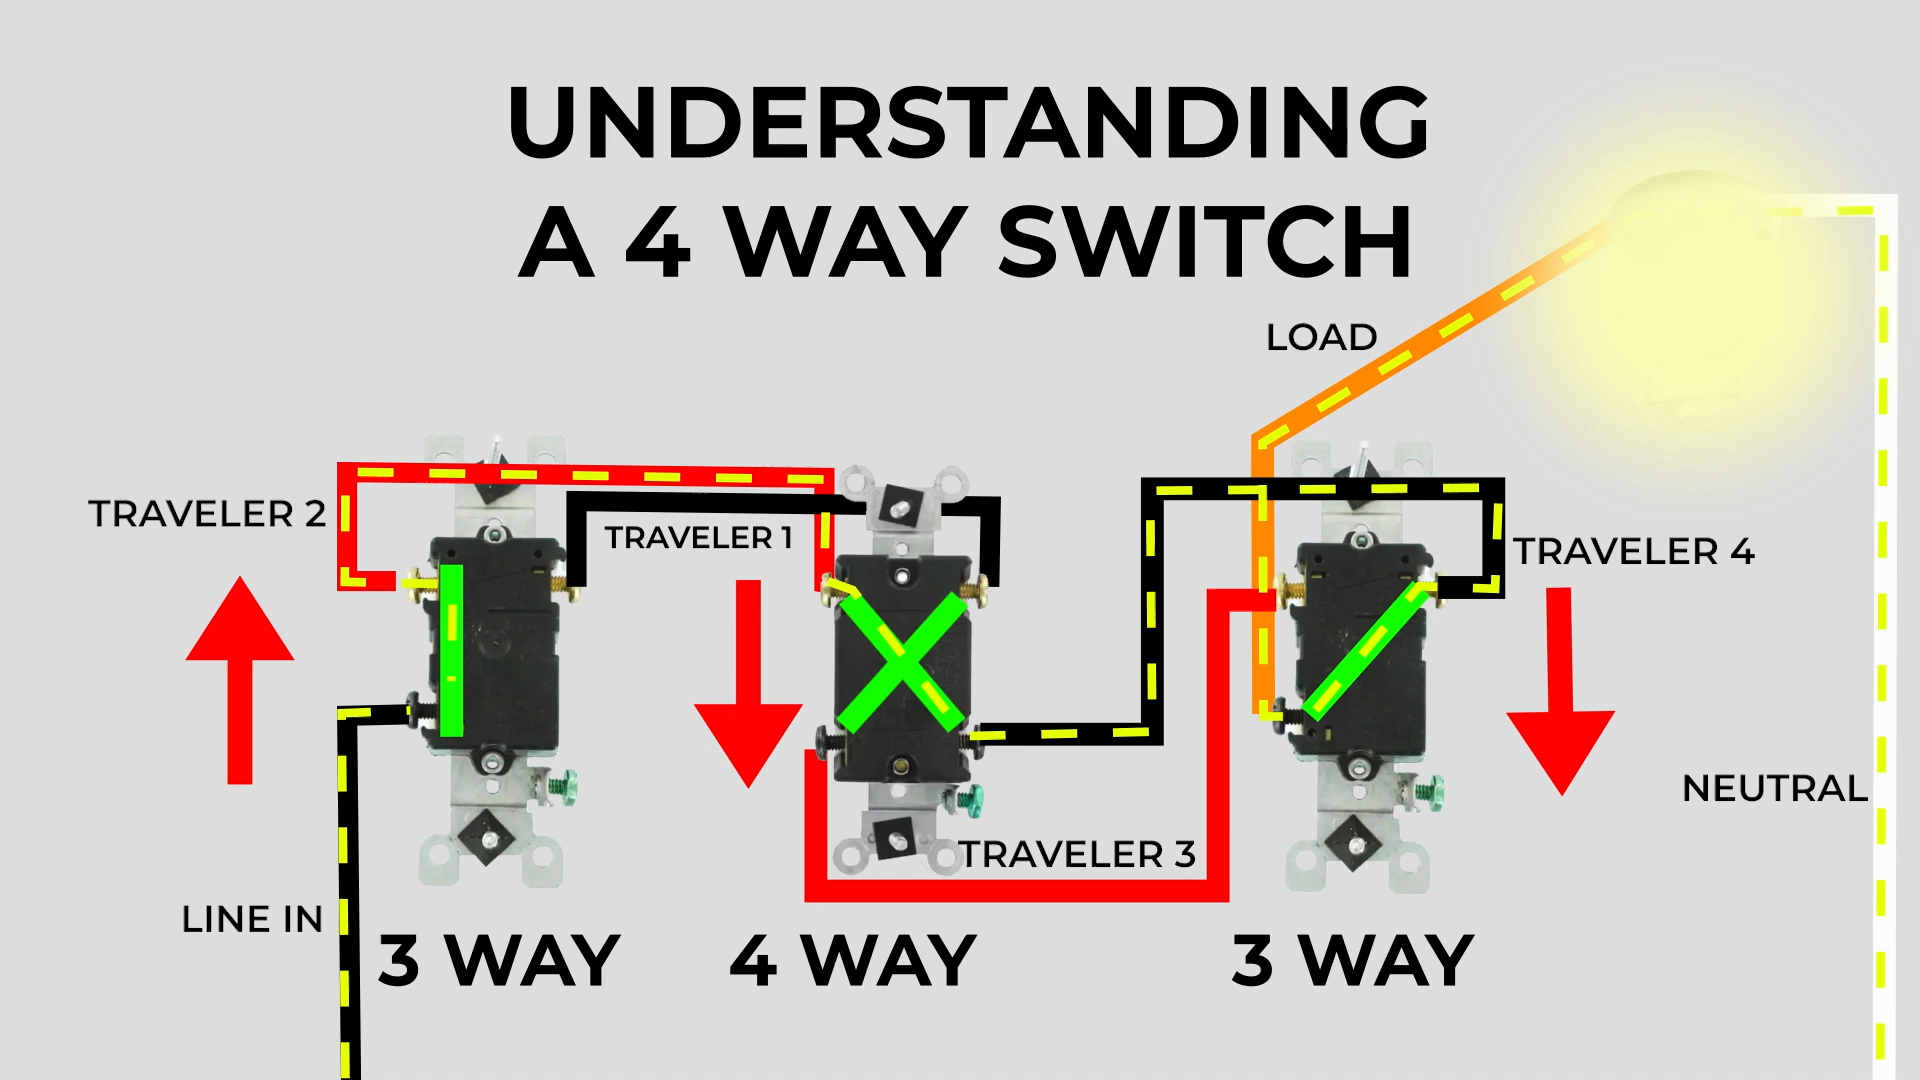 UNDERSTANDING
A 4 WAY SWITCH
LOAD
TRAVELER 2
TRAVELER 1
TRAVELER 4
NEUTRAL
TRAVELER 3
LINE IN
3 WAY
4 WAY
3 WAY